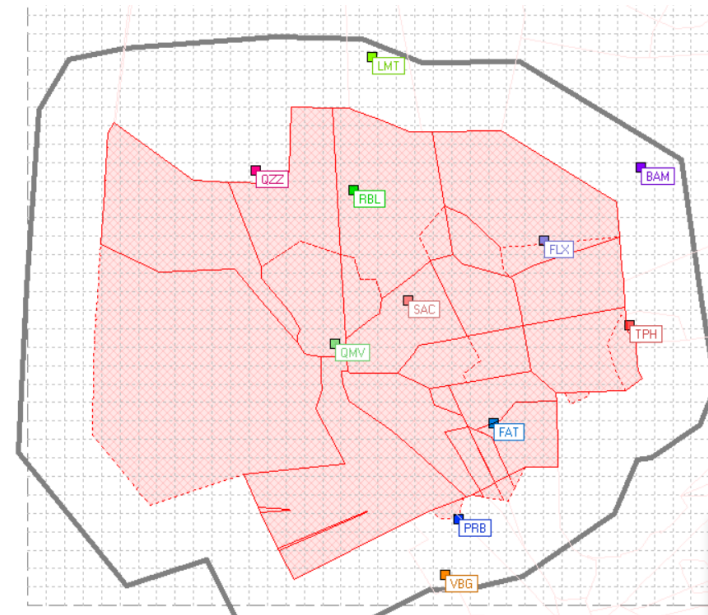 LMT
QZZ
BAM
RBL
FLX
SAC
TPH
QMV
FAT
PRB
VBG